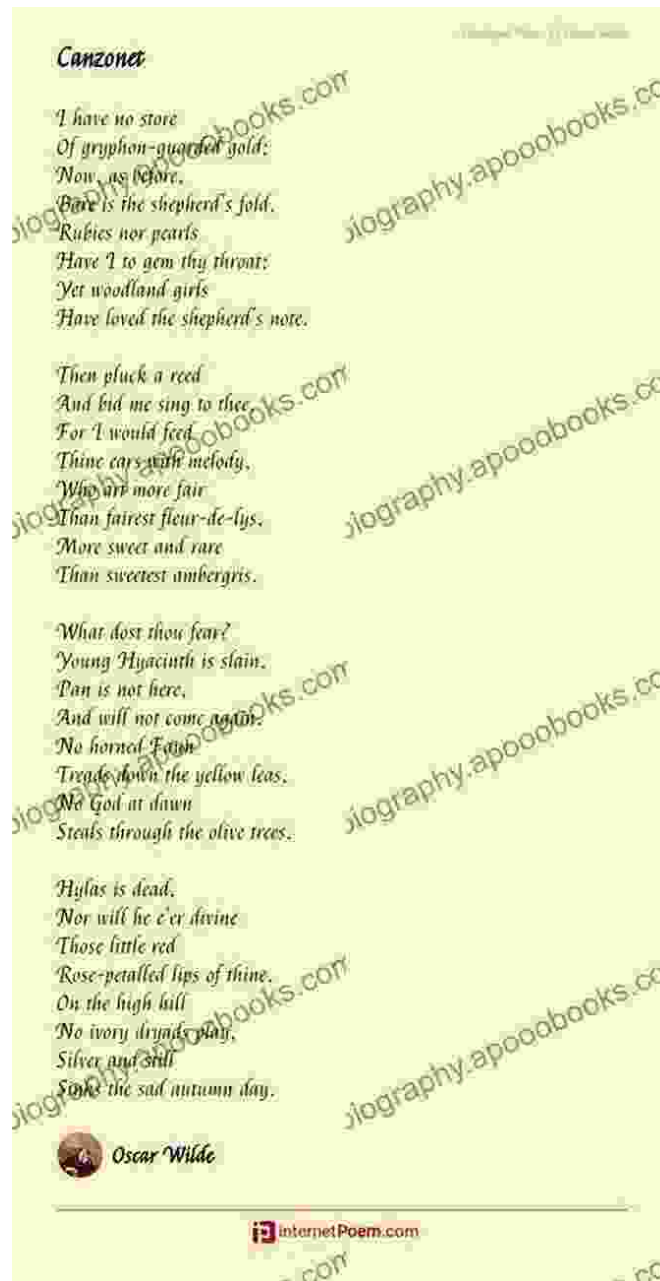 Canzonet
I have no store
Of gryphon-guarded gold;
Now, as before,
Bare is the shepherd's fold.
Rubies nor pearls
Have I to gem thy throat;
Yet woodland girls
Have loved the shepherd's note.
Then pluck a reed
And bid me sing to thee,
For I would feed
Thine ears with melody,
Who art more fair
Than fairest fleur-de-lys,
More sweet and rare
Than sweetest ambergris.
What dost thou fear?
Young Hyacinth is slain,
Pan is not here,
And will not come again.
No horned Faun
Treads down the yellow leas,
No God at dawn
Steals through the olive trees.
Hylas is dead,
Nor will he e'er divine
Those little red
Rose-petalled lips of thine.
On the high hill
No ivory dryads play,
Silver and still
Sinks the sad autumn day.
Oscar Wilde
internetPoem.com
biography.apooobooks.com